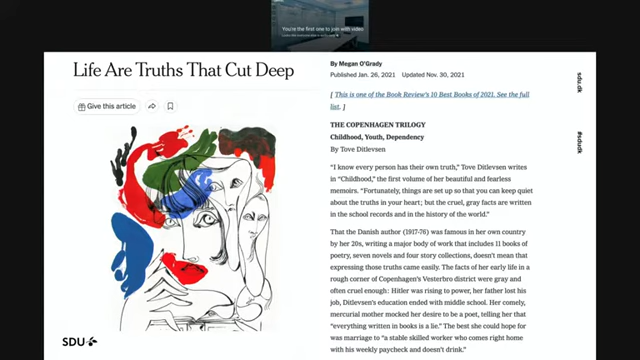 You're the first one to join with video
Life Are Truths That Cut Deep
Give this article
By Megan O'Grady
Published Jan. 26, 2021 Updated Nov. 30, 2021
[ This is one of the Book Review's 10 Best Books of 2021. See the full
list. ]
THE COPENHAGEN TRILOGY
Childhood, Youth, Dependency
By Tove Ditlevsen
“I know every person has their own truth,” Tove Ditlevsen writes
in “Childhood,” the first volume of her beautiful and fearless
memoirs. “Fortunately, things are set up so that you can keep quiet
about the truths in your heart; but the cruel, gray facts are written
in the school records and in the history of the world.”
That the Danish author (1917-76) was famous in her own country
by her 20s, writing a major body of work that includes 11 books of
poetry, seven novels and four story collections, doesn't mean that
expressing those truths came easily. The facts of her early life in a
rough corner of Copenhagen's Vesterbro district were gray and
often cruel enough: Hitler was rising to power, her father lost his
job, Ditlevsen's education ended with middle school. Her comely,
mercurial mother mocked her desire to be a poet, telling her that
“everything written in books is a lie.” The best she could hope for
was marriage to “a stable skilled worker who comes right home
with his weekly paycheck and doesn't drink.”
sdu.dk
#sdudk
SDU